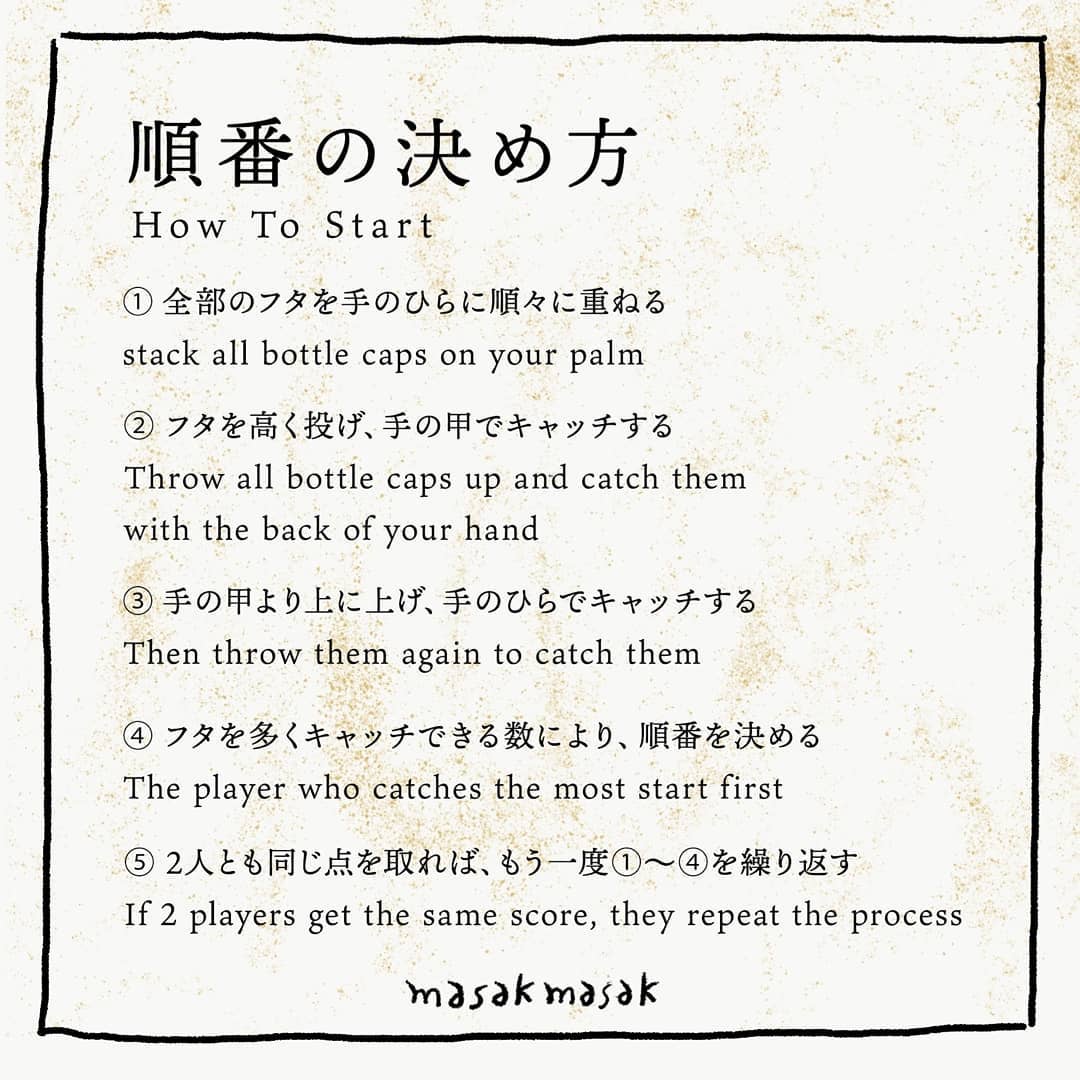 順番の決め方
How To Start
① 全部のフタを手のひらに順々に重ねる
stack all bottle caps on your palm
② フタを高く投げ、手の甲でキャッチする
Throw all bottle caps up and catch them
with the back of your hand
③ 手の甲より上に上げ、手のひらでキャッチする
Then throw them again to catch them
④ フタを多くキャッチできる数により、順番を決める
The player who catches the most start first
⑤ 2人とも同じ点を取れば、もう一度①〜④を繰り返す
If 2 players get the same score, they repeat the process
masak masak